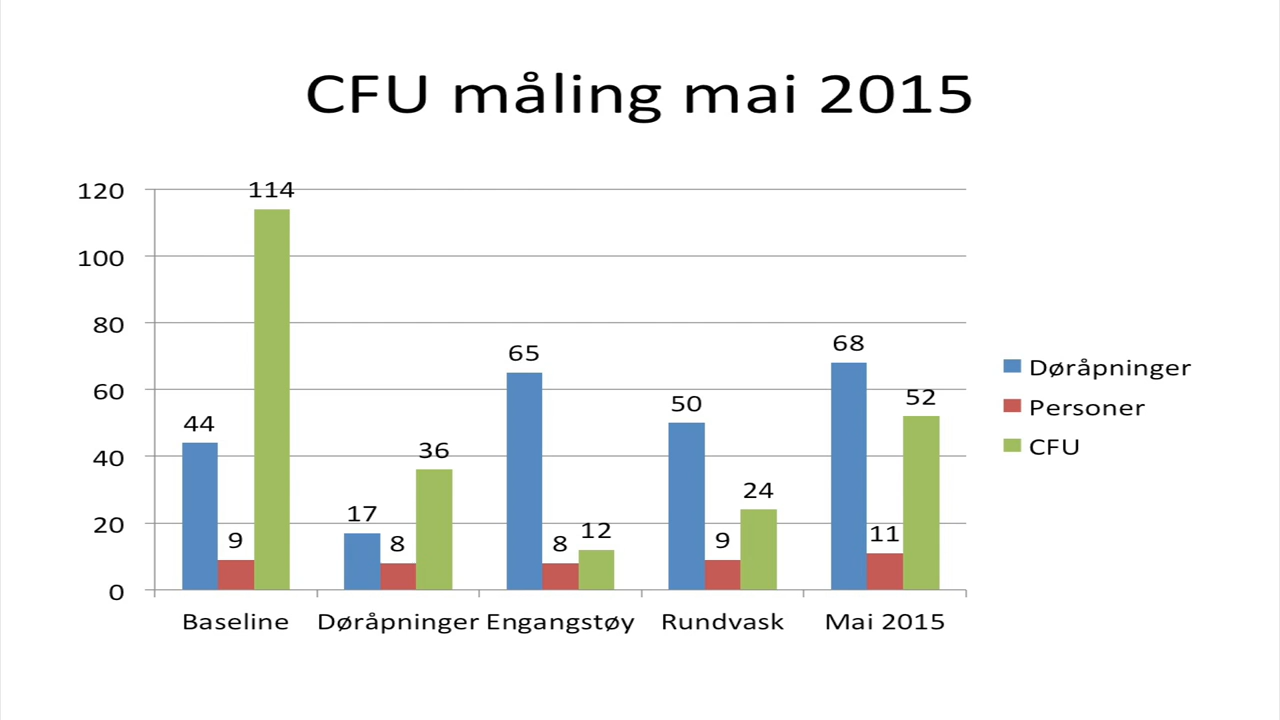 CFU måling mai 2015
120
100
80
60
40
20
0
114
44
9
17
8
36
65
8
12
50
9
24
68
11
52
Baseline
Døråpninger
Engangstøy
Rundvask
Mai 2015
Døråpninger
Personer
CFU